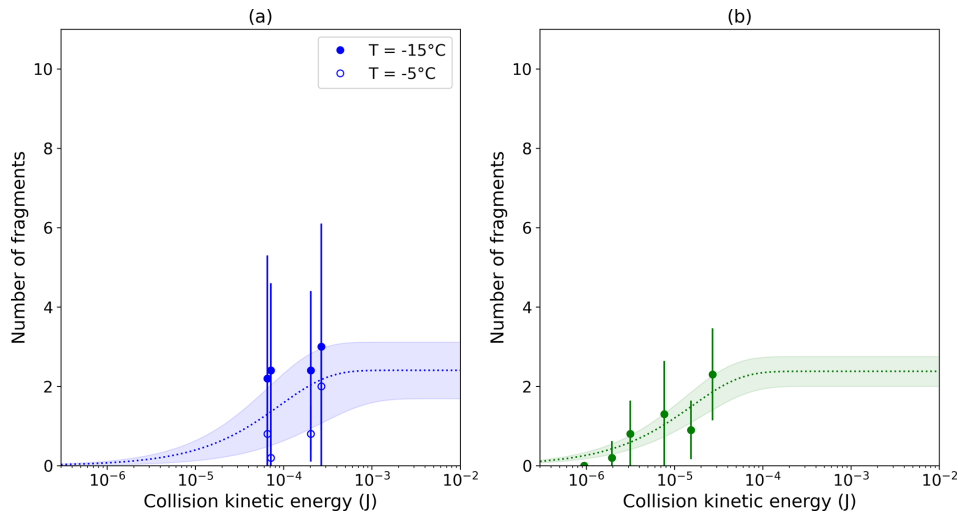 (a)
T = -15°C
T = -5°C
Number of fragments
10
8
6
4
2
0
10⁻⁶ 10⁻⁵ 10⁻⁴ 10⁻³ 10⁻²
Collision kinetic energy (J)
(b)
Number of fragments
10
8
6
4
2
0
10⁻⁶ 10⁻⁵ 10⁻⁴ 10⁻³ 10⁻²
Collision kinetic energy (J)